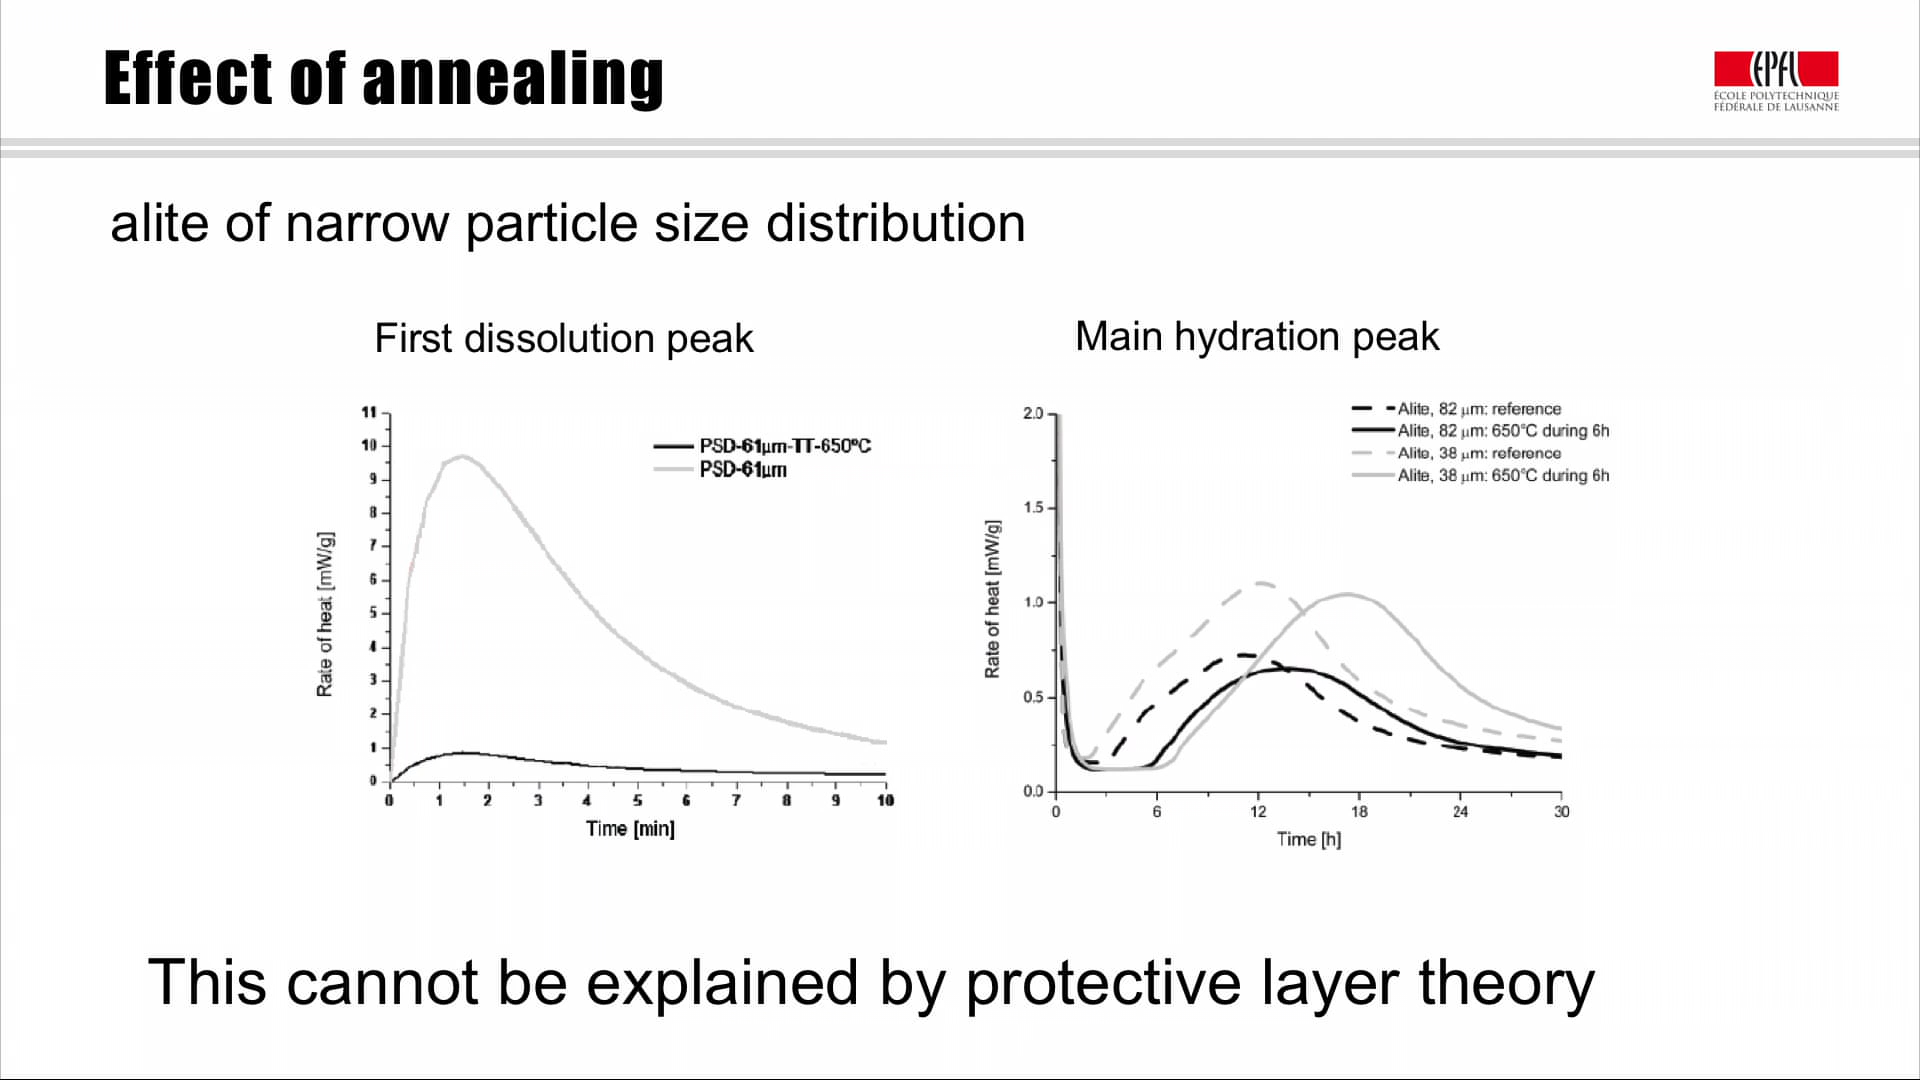 Effect of annealing
EPFL
ÉCOLE POLYTECHNIQUE
FÉDÉRALE DE LAUSANNE
alite of narrow particle size distribution
First dissolution peak
Main hydration peak
11
10
9
8
7
6
5
4
3
2
1
0
Rate of heat [mW/g]
PSD-61µm-TT-650ºC
PSD-61µm
0 1 2 3 4 5 6 7 8 9 10
Time [min]
2.0
1.5
1.0
0.5
0.0
Rate of heat [mW/g]
Alite, 82 µm: reference
Alite, 82 µm: 650°C during 6h
Alite, 38 µm: reference
Alite, 38 µm: 650°C during 6h
0 6 12 18 24 30
Time [h]
This cannot be explained by protective layer theory